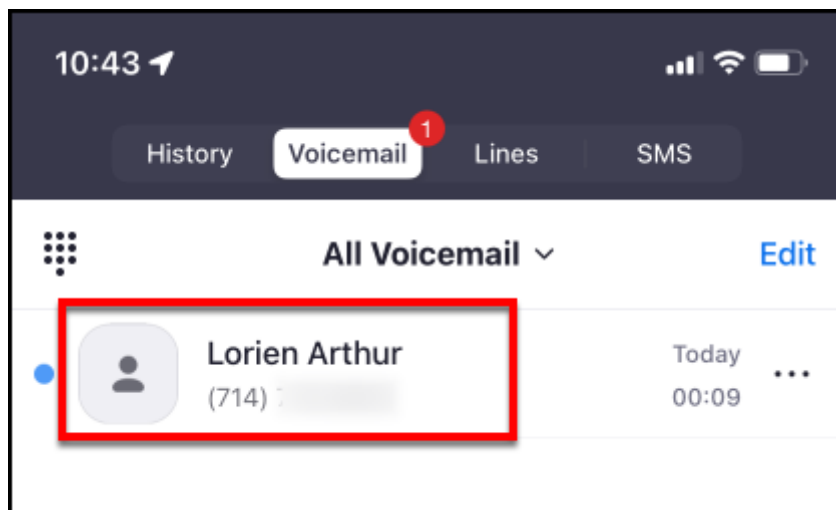 10:43
History Voicemail 1 Lines SMS
All Voicemail Edit
Lorien Arthur Today
(714) 00:09